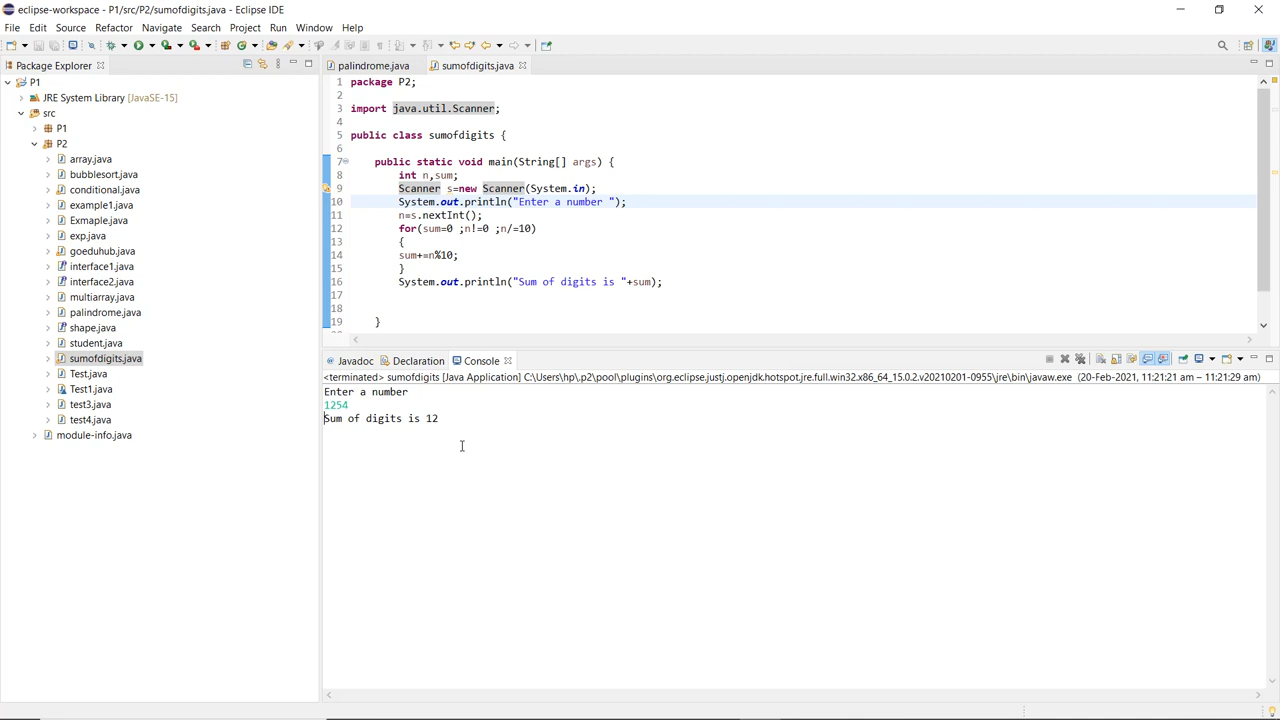 eclipse-workspace - P1/src/P2/sumofdigits.java - Eclipse IDE
File Edit Source Refactor Navigate Search Project Run Window Help
Package Explorer
P1
JRE System Library [JavaSE-15]
src
P1
P2
array.java
bubblesort.java
conditional.java
example1.java
Exmaple.java
exp.java
goeduhub.java
interface1.java
interface2.java
multiarray.java
palindrome.java
shape.java
student.java
sumofdigits.java
Test.java
Test1.java
test3.java
test4.java
module-info.java
palindrome.java sumofdigits.java
1 package P2;
2
3 import java.util.Scanner;
4
5 public class sumofdigits {
6
7 public static void main(String[] args) {
8 int n,sum;
9 Scanner s=new Scanner(System.in);
10 System.out.println("Enter a number ");
11 n=s.nextInt();
12 for(sum=0 ;n!=0 ;n/=10)
13 {
14 sum+=n%10;
15 }
16 System.out.println("Sum of digits is "+sum);
17
18
19 }
Javadoc Declaration Console
<terminated> sumofdigits [Java Application] C:\Users\hp\.p2\pool\plugins\org.eclipse.justj.openjdk.hotspot.jre.full.win32.x86_64_15.0.2.v20210201-0955\jre\bin\javaw.exe (20-Feb-2021, 11:21:21 am – 11:21:29 am)
Enter a number
1254
Sum of digits is 12